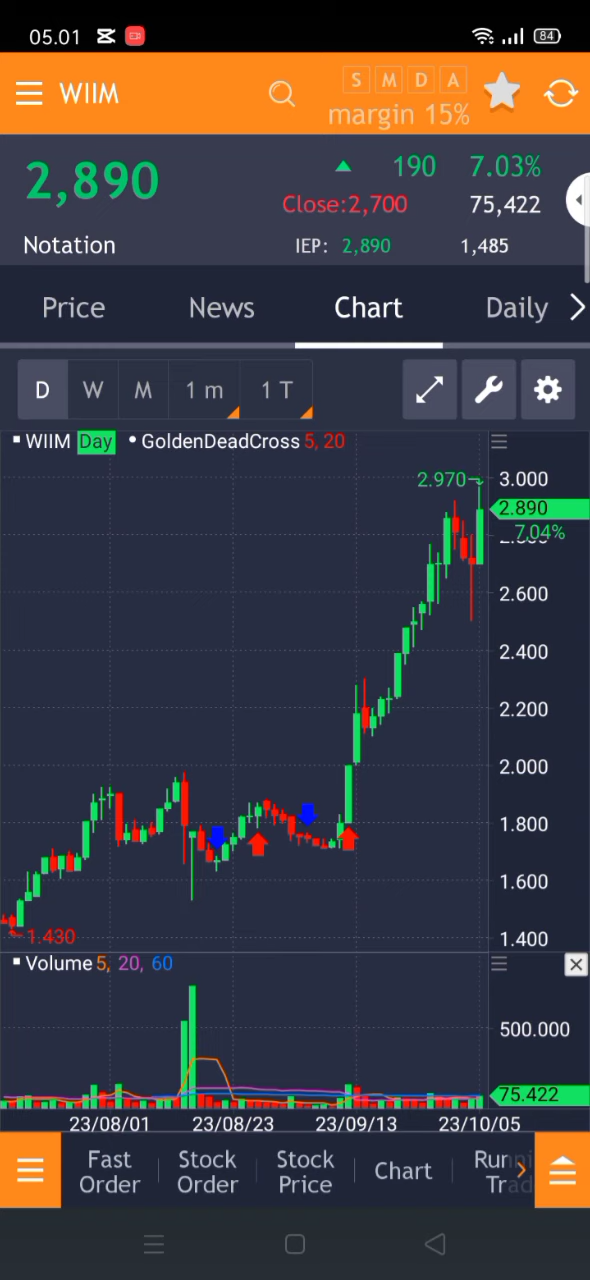 05.01
84
WIIM
S M D A
margin 15%
2,890
190 7.03%
Close:2,700 75,422
Notation IEP: 2,890 1,485
Price News Chart Daily
D W M 1 m 1 T
WIIM Day GoldenDeadCross 5, 20
2.970
3.000
2.890
7.04%
2.600
2.400
2.200
2.000
1.800
1.600
1.430
1.400
Volume 5, 20, 60
500.000
75.422
23/08/01 23/08/23 23/09/13 23/10/05
Fast Order
Stock Order
Stock Price
Chart